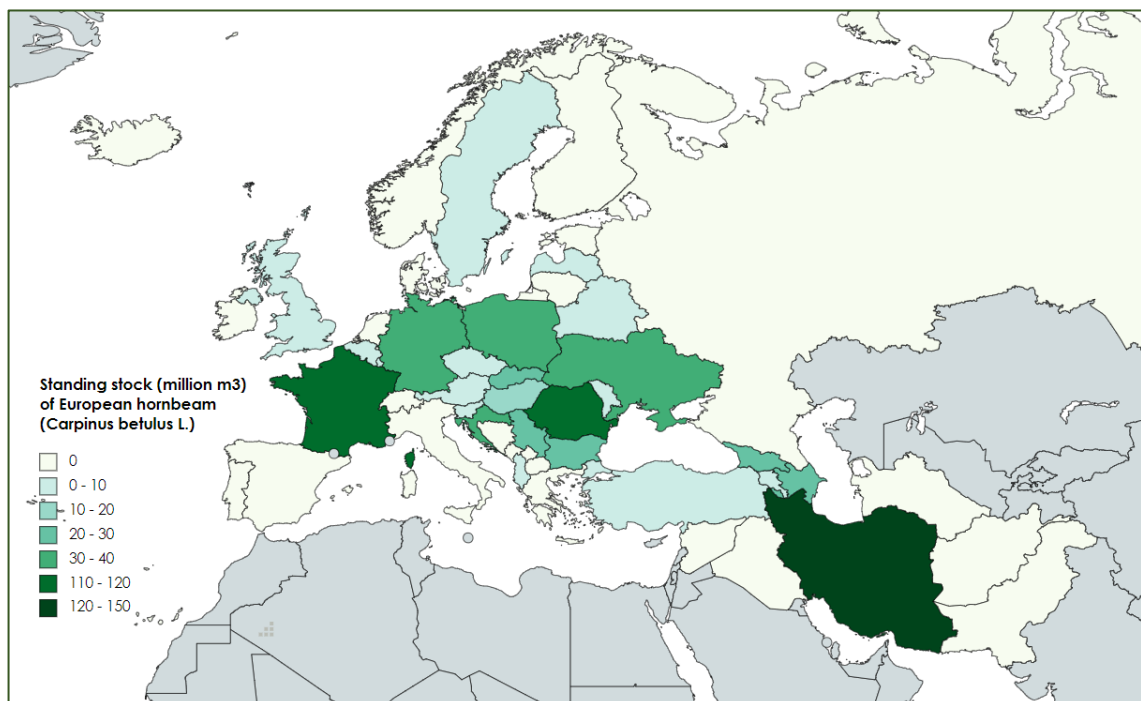 Standing stock (million m3)
of European hornbeam
(Carpinus betulus L.)
0
0 - 10
10 - 20
20 - 30
30 - 40
110 - 120
120 - 150